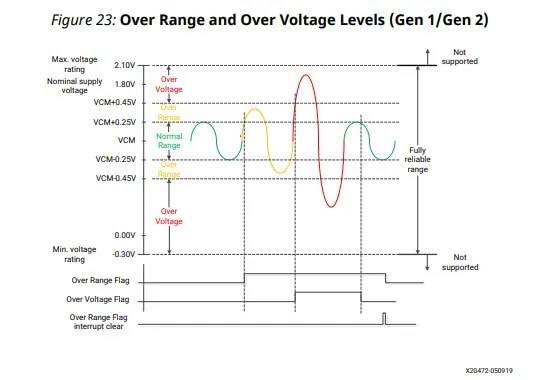 Figure 23: Over Range and Over Voltage Levels (Gen 1/Gen 2)
Max. voltage
rating
2.10V
Not
supported
Nominal supply
voltage
1.80V
Over
Voltage
VCM+0.45V
Over
Range
VCM+0.25V
VCM
Normal
Range
Fully
reliable
range
VCM-0.25V
Over
Range
VCM-0.45V
Over
Voltage
0.00V
Min. voltage
rating
-0.30V
Not
supported
Over Range Flag
Over Voltage Flag
Over Range Flag
interrupt clear
X20472-050919